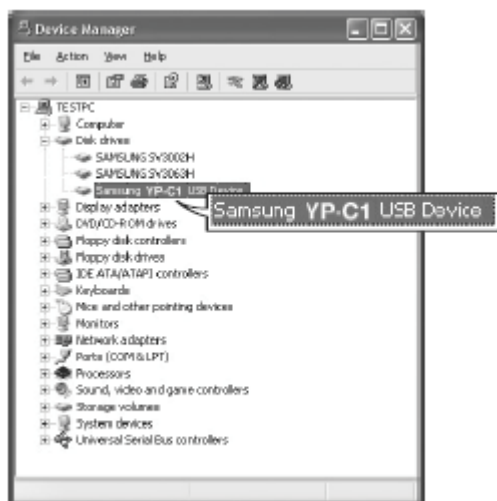 Device Manager
File Action View Help
TESTPC
Computer
Disk drives
SAMSUNG SV3002H
SAMSUNG SV3063H
Samsung YP-C1 USB Device
Samsung YP-C1 USB Device
Display adapters
DVD/CD-ROM drives
Floppy disk controllers
Floppy disk drives
IDE ATA/ATAPI controllers
Keyboards
Mice and other pointing devices
Monitors
Network adapters
Ports (COM & LPT)
Processors
Sound, video and game controllers
Storage volumes
System devices
Universal Serial Bus controllers